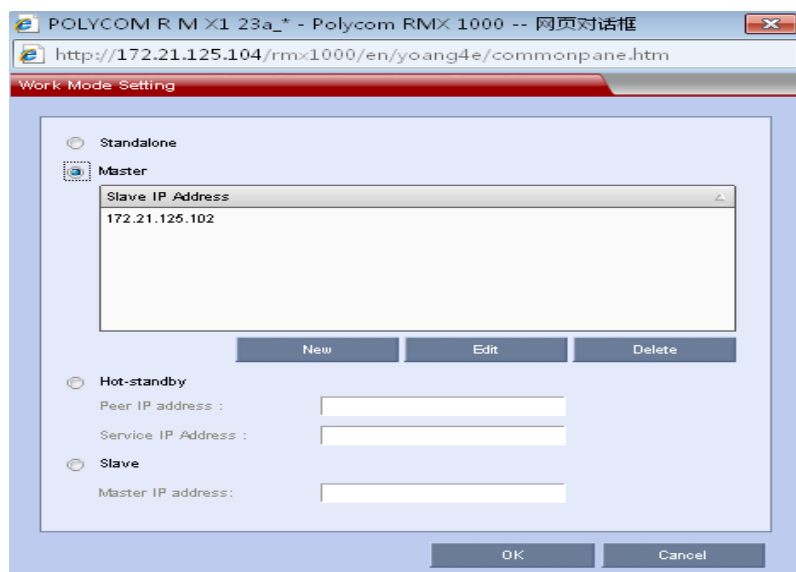 POLYCOM R M X1 23a_* - Polycom RMX 1000 -- 网页对话框
http://172.21.125.104/rmx1000/en/yoang4e/commonpane.htm
Work Mode Setting
Standalone
Master
Slave IP Address
172.21.125.102
New Edit Delete
Hot-standby
Peer IP address :
Service IP Address :
Slave
Master IP address:
OK Cancel